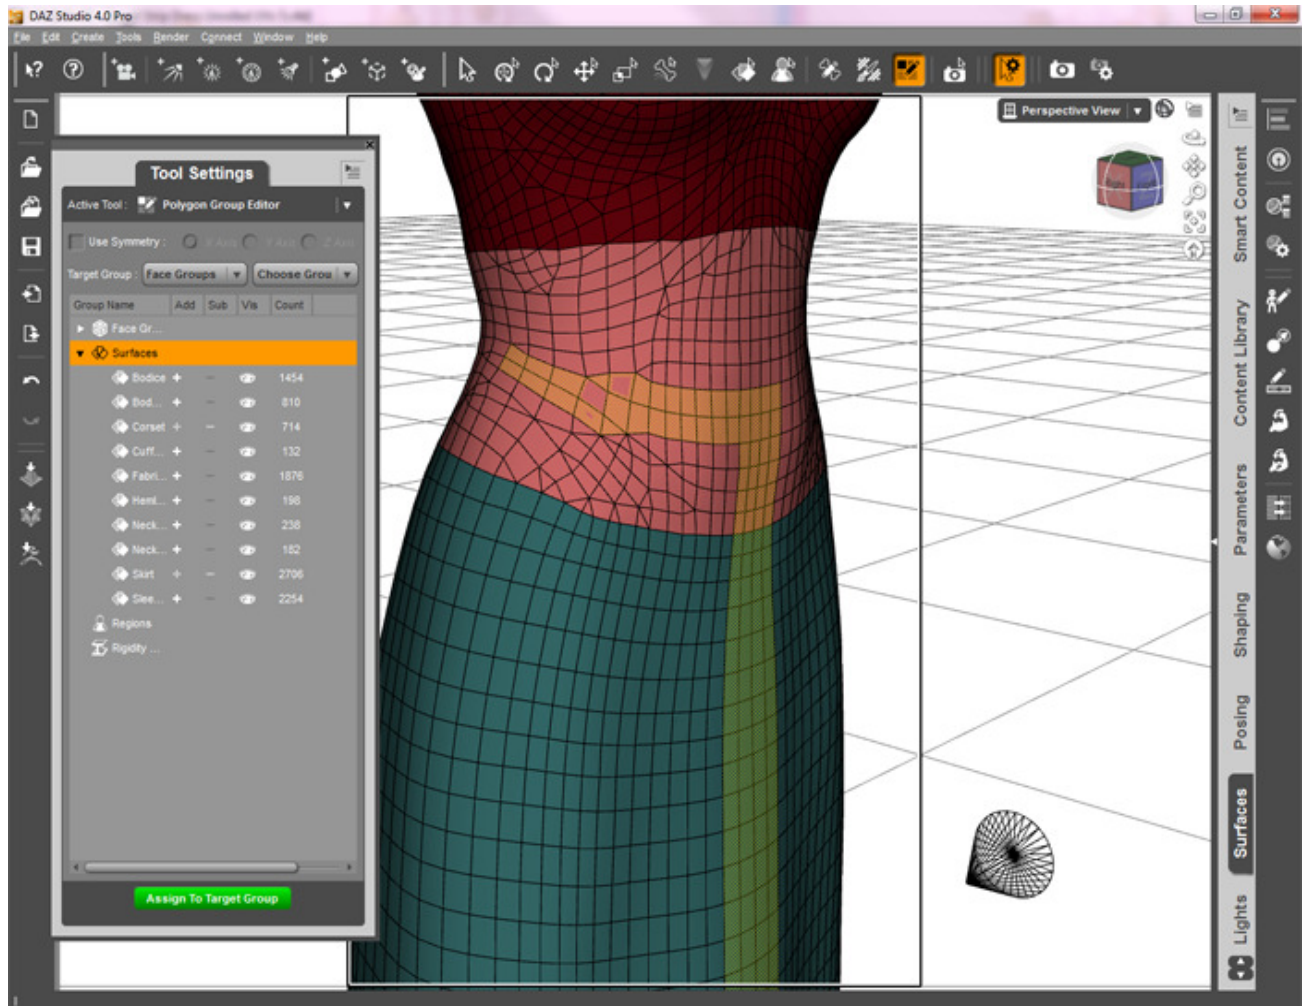 DAZ Studio 4.0 Pro
File Edit Create Tools Render Connect Window Help
Perspective View
Tool Settings
Active Tool : Polygon Group Editor
Use Symmetry : X Axis Y Axis Z Axis
Target Group : Face Groups Choose Grou
Group Name Add Sub Vis Count
Face Gr...
Surfaces
Bodice 1454
Bod... 810
Corset 714
Cuff... 132
Fabri... 1876
Heml... 198
Neck... 238
Neck... 182
Skirt 2706
Slee... 2254
Regions
Rigidity ...
Assign To Target Group
Smart Content
Content Library
Parameters
Shaping
Posing
Surfaces
Lights